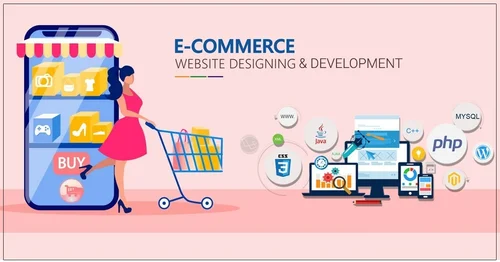 E-COMMERCE
WEBSITE DESIGNING & DEVELOPMENT
BUY
WWW
Java
C++
MYSQL
php
CSS